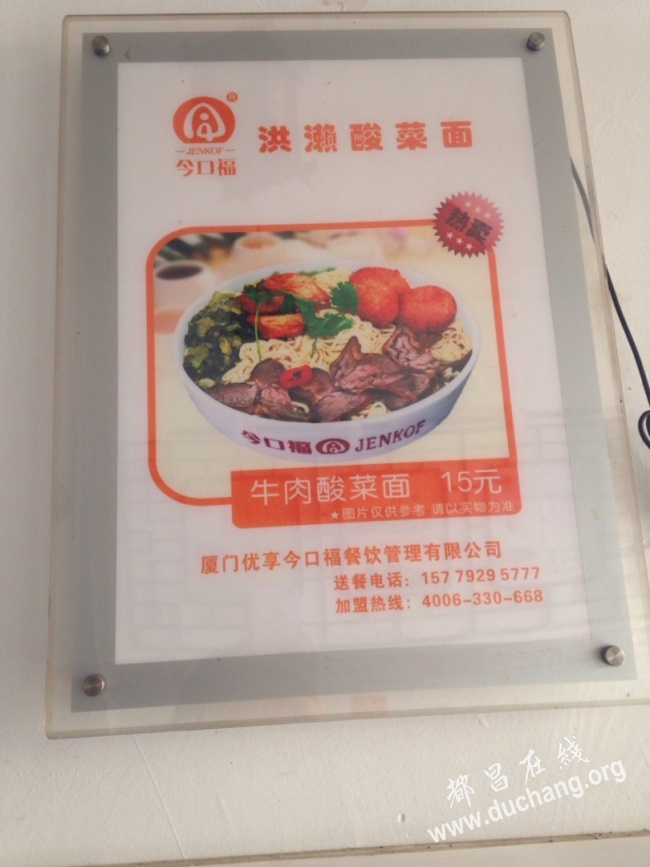 R
JENKOF
今口福
洪濑酸菜面
热卖
今口福 JENKOF
牛肉酸菜面 15元
★图片仅供参考 请以实物为准
厦门优享今口福餐饮管理有限公司
送餐电话：157 7929 5777
加盟热线：4006-330-668
都昌在线
www.duchang.org